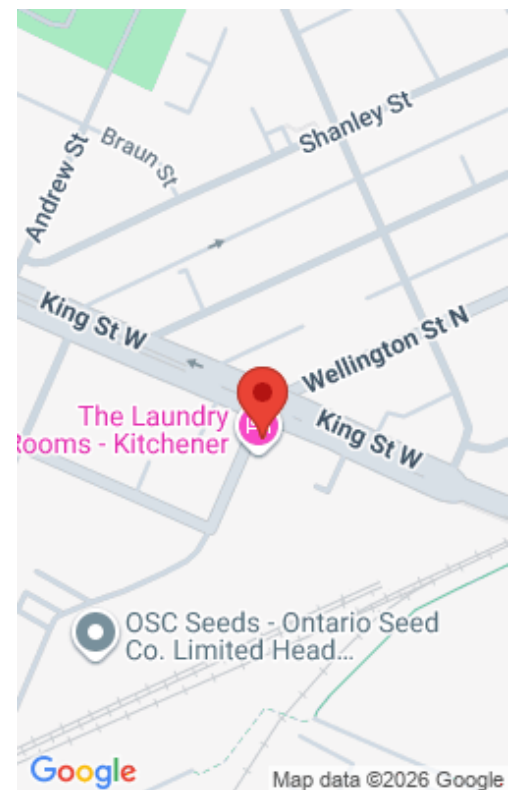 Shanley St
Braun St
Andrew St
King St W
Wellington St N
The Laundry
Rooms - Kitchener
King St W
OSC Seeds - Ontario Seed
Co. Limited Head...
Google
Map data ©2026 Google